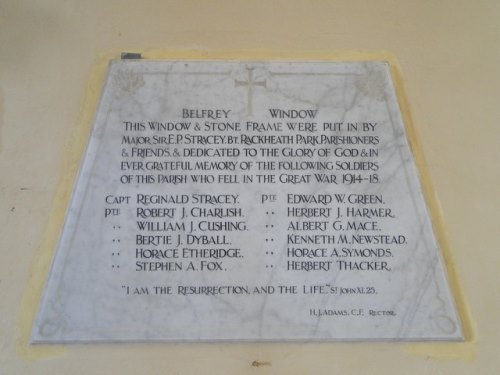 BELFREY WINDOW
THIS WINDOW & STONE FRAME WERE PUT IN BY
MAJOR, SIR, E.P. STRACEY, BT. RACKHEATH PARK, PARISHIONERS
& FRIENDS, & DEDICATED TO THE GLORY OF GOD & IN
EVER GRATEFUL MEMORY OF THE FOLLOWING SOLDIERS
OF THIS PARISH WHO FELL IN THE GREAT WAR 1914-18.
CAPT REGINALD STRACEY. PTE EDWARD W. GREEN.
PTE ROBERT J. CHARLISH. " HERBERT J. HARMER.
" WILLIAM J. CUSHING. " ALBERT G. MACE.
" BERTIE J. DYBALL. " KENNETH M. NEWSTEAD.
" HORACE ETHERIDGE. " HORACE A. SYMONDS.
" STEPHEN A. FOX. " HERBERT THACKER.
"I AM THE RESURRECTION, AND THE LIFE." ST JOHN XI. 25.
H.J. ADAMS. C.F. RECTOR.